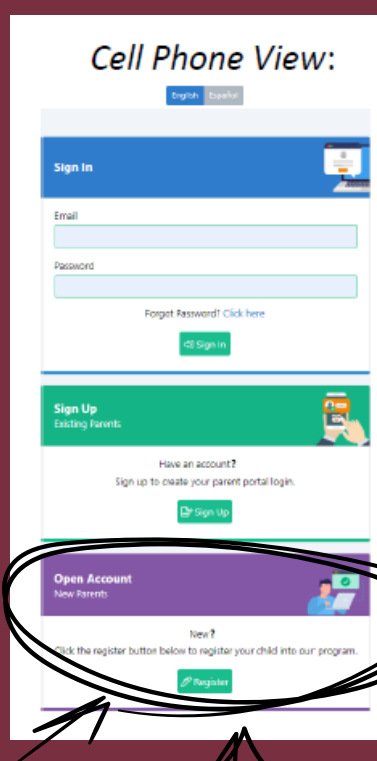 Cell Phone View:
English Español
Sign In
Email
Password
Forgot Password? Click here
Sign In
Sign Up
Existing Parents
Have an account?
Sign up to create your parent portal login.
Sign Up
Open Account
New Parents
New?
Click the register button below to register your child into our program.
Register